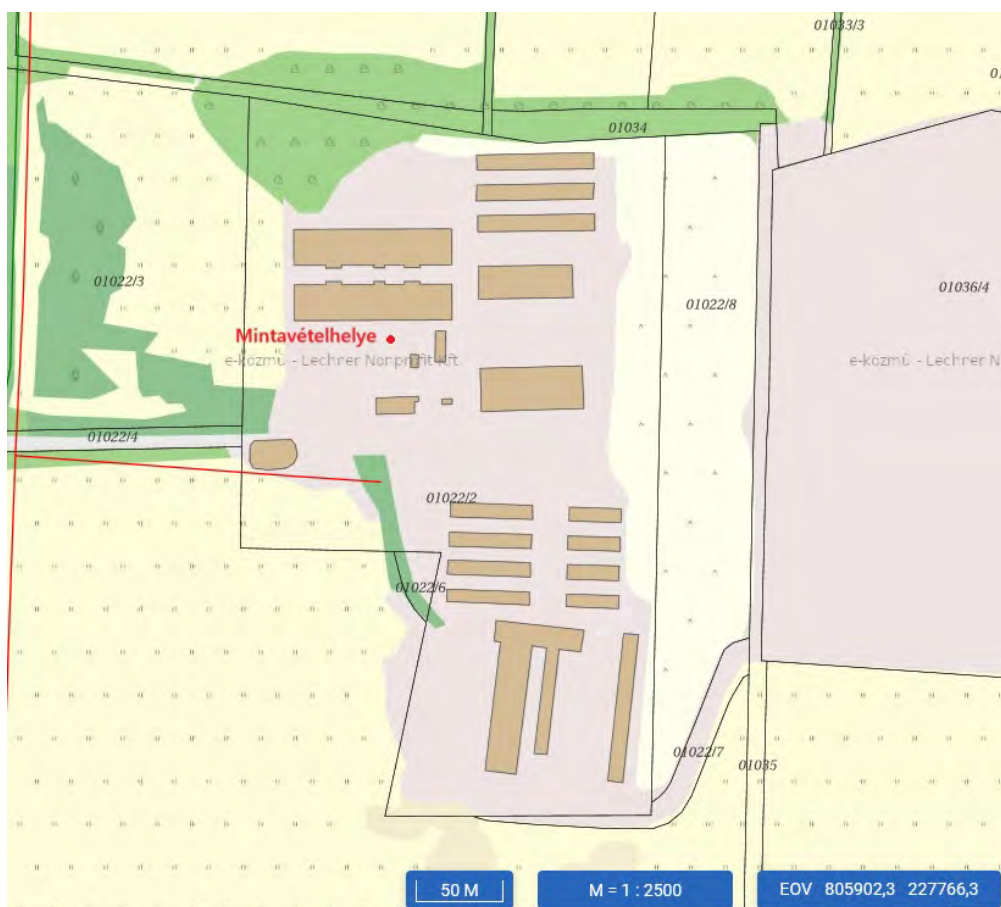 01033/3
01034
01022/3
01022/8
01036/4
Mintavételhelye
e-közmű - Lechner Nonprofit Kft.
e-közmű - Lechner N
01022/4
01022/2
01022/6
01022/7
01035
50 M
M = 1 : 2500
EOV 805902,3 227766,3